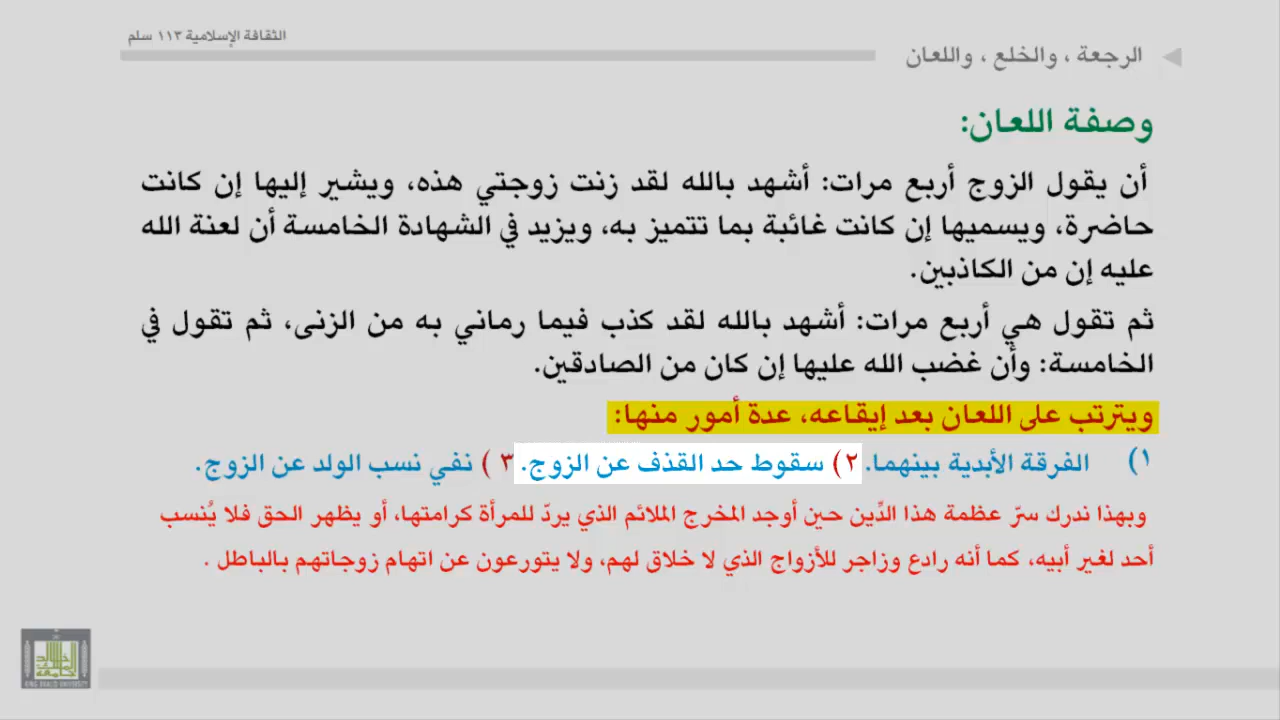 الثقافة الإسلامية ١١٣ سلم
الرجعة ، والخلع ، واللعان
وصفة اللعان:
أن يقول الزوج أربع مرات: أشهد بالله لقد زنت زوجتي هذه، ويشير إليها إن كانت
حاضرة، ويسميها إن كانت غائبة بما تتميز به، ويزيد في الشهادة الخامسة أن لعنة الله
عليه إن من الكاذبين.
ثم تقول هي أربع مرات: أشهد بالله لقد كذب فيما رماني به من الزنى، ثم تقول في
الخامسة: وأن غضب الله عليها إن كان من الصادقين.
ويترتب على اللعان بعد إيقاعه، عدة أمور منها:
١) الفرقة الأبدية بينهما. ٢) سقوط حد القذف عن الزوج. ٣) نفي نسب الولد عن الزوج.
وبهذا ندرك سرّ عظمة هذا الدِّين حين أوجد المخرج الملائم الذي يردّ للمرأة كرامتها، أو يظهر الحق فلا يُنسب
أحد لغير أبيه، كما أنه رادع وزاجر للأزواج الذي لا خلاق لهم، ولا يتورعون عن اتهام زوجاتهم بالباطل .
KING KHALID UNIVERSITY